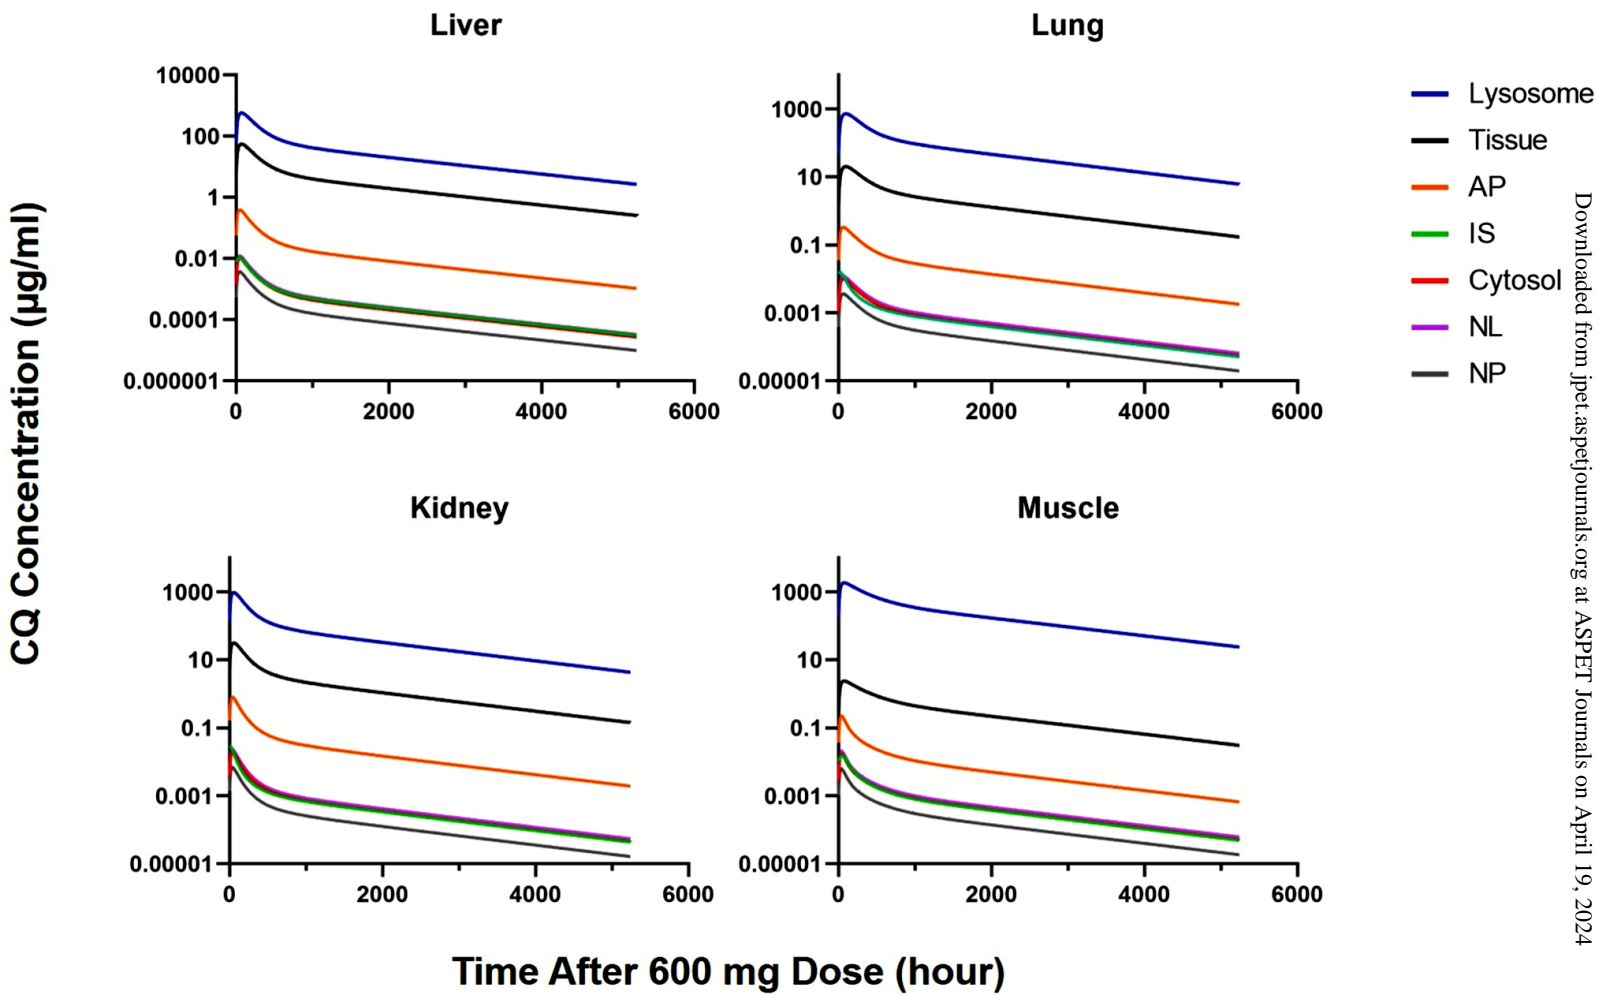 Liver
Lung
10000
100
1
0.01
0.0001
0.000001
0
2000
4000
6000
1000
10
0.1
0.001
0.00001
0
2000
4000
6000
Lysosome
Tissue
AP
IS
Cytosol
NL
NP
CQ Concentration (μg/ml)
Kidney
Muscle
1000
10
0.1
0.001
0.00001
0
2000
4000
6000
1000
10
0.1
0.001
0.00001
0
2000
4000
6000
Time After 600 mg Dose (hour)
Downloaded from jpet.aspetjournals.org at ASPET Journals on April 19, 2024